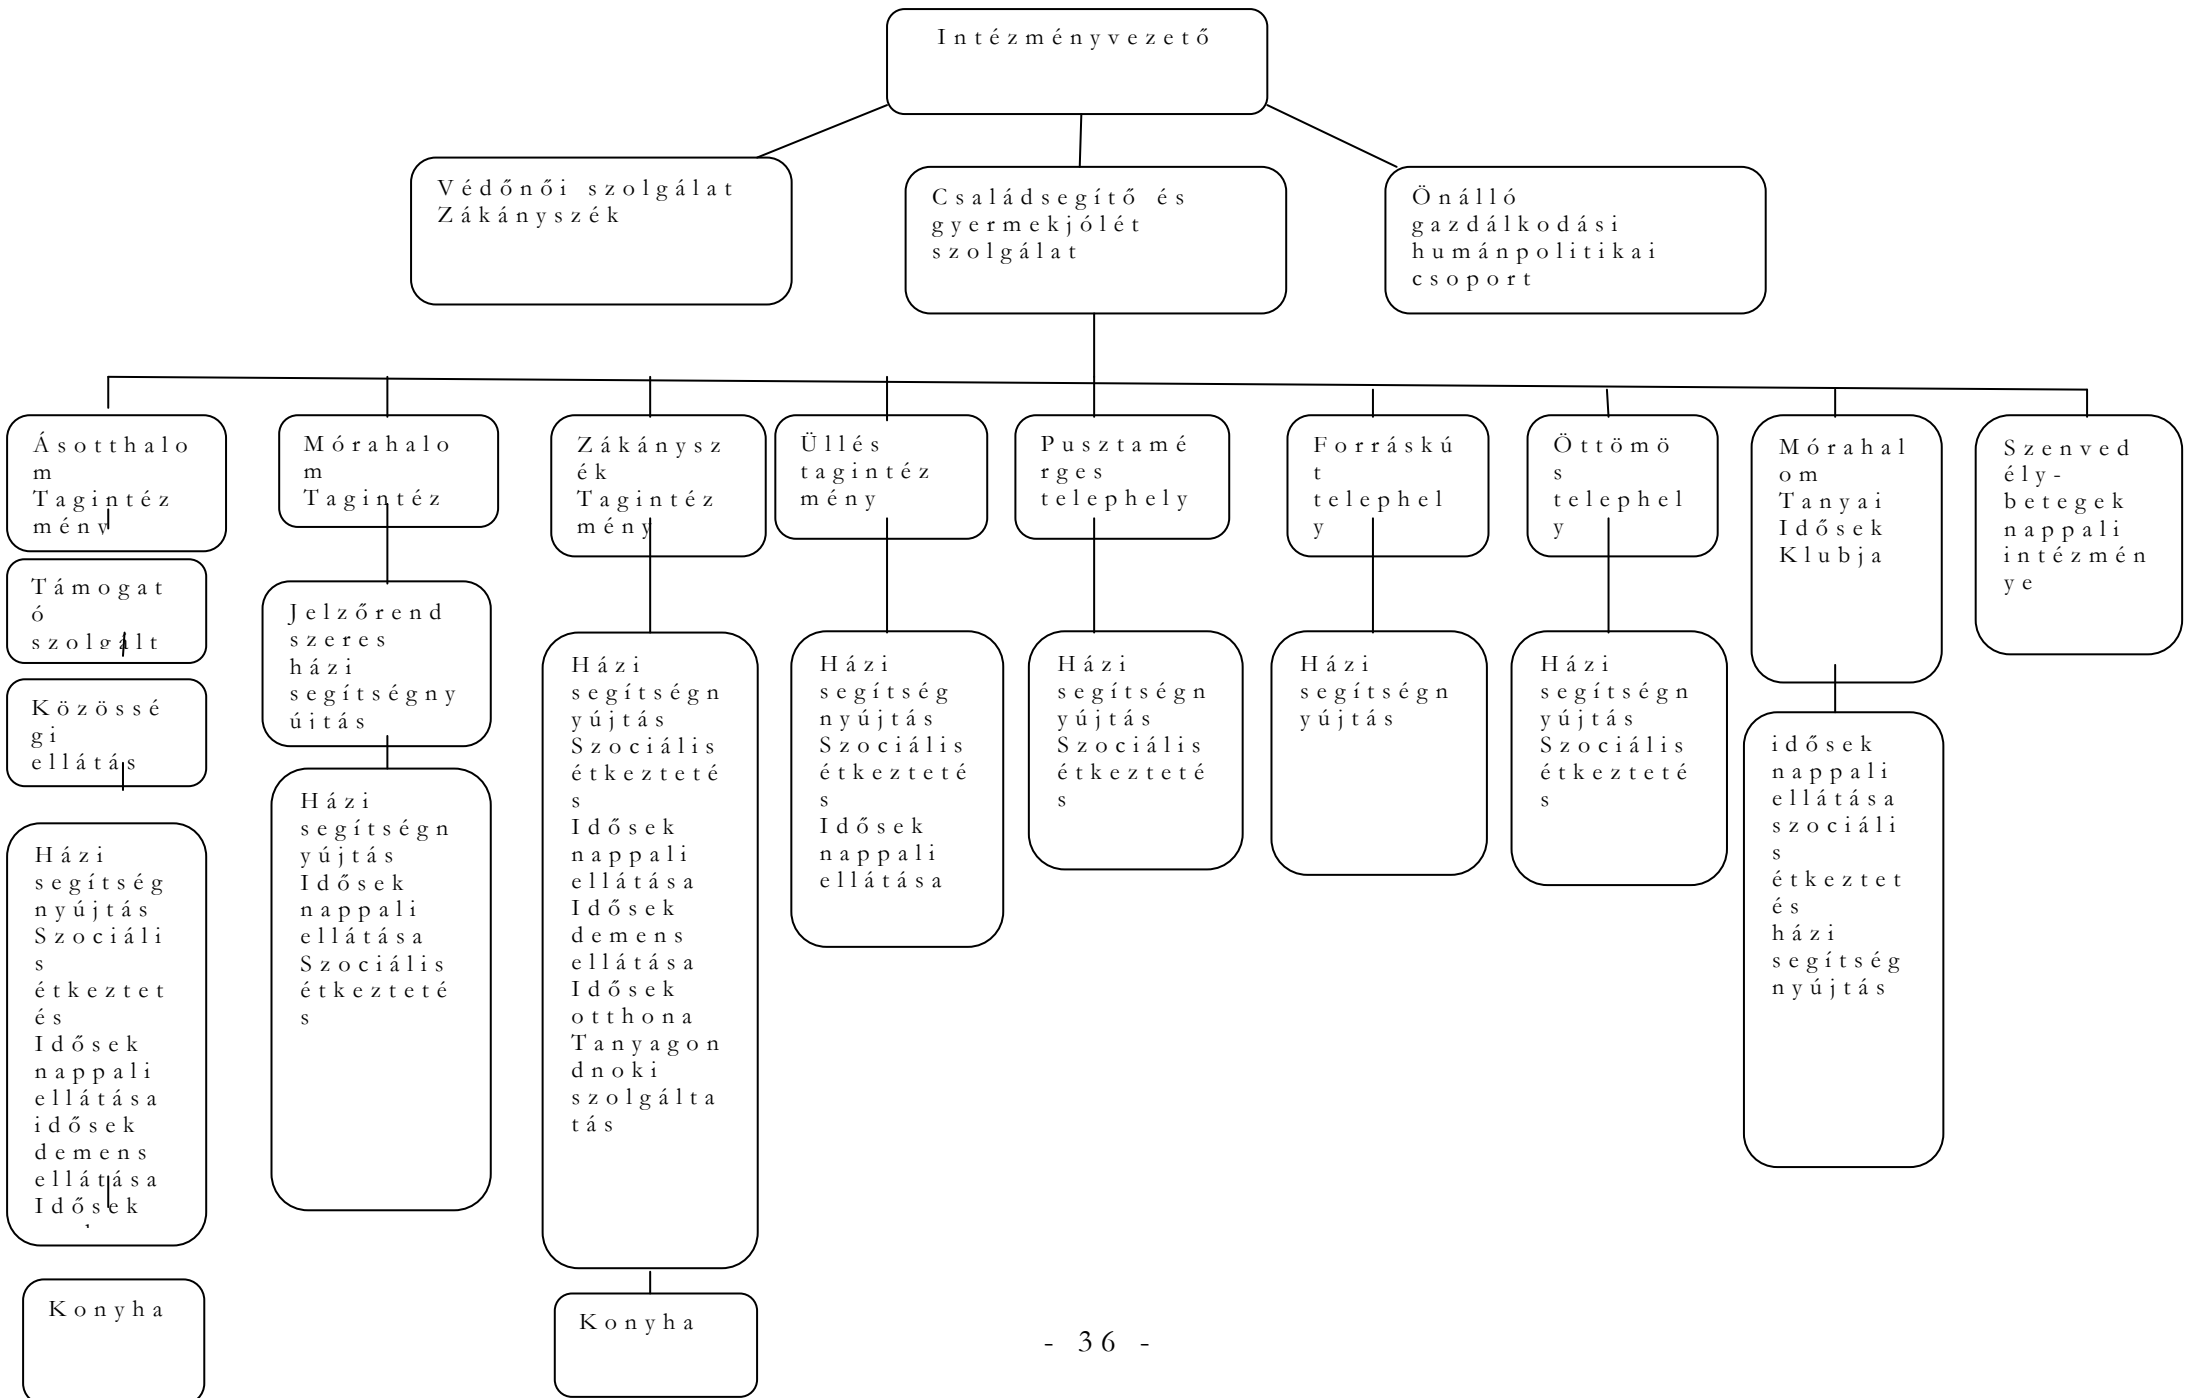 Intézményvezető
Védőnői szolgálat
Zákányszék
Családsegítő és
gyermekjólét
szolgálat
Önálló
gazdálkodási
humánpolitikai
csoport
Ásotthalo
m
Tagintéz
mény
Mórahalo
m
Tagintéz
Zákánysz
ék
Tagintéz
mény
Üllés
tagintéz
mény
Pusztamé
rges
telephely
Forráskú
t
telephel
y
Öttömö
s
telephel
y
Mórahal
om
Tanyai
Idősek
Klubja
Szenved
ély-
betegek
nappali
intézmén
ye
Támogat
ó
szolgált
Közössé
gi
ellátás
Házi
segítség
nyújtás
Szociáli
s
étkeztet
és
Idősek
nappali
ellátása
idősek
demens
ellátása
Idősek
Konyha
Jelzőrend
szeres
házi
segítségny
újtás
Házi
segítségn
yújtás
Idősek
nappali
ellátása
Szociális
étkezteté
s
Házi
segítségn
yújtás
Szociális
étkezteté
s
Idősek
nappali
ellátása
Idősek
demens
ellátása
Idősek
otthona
Tanyagon
dnoki
szolgálta
tás
Konyha
Házi
segítség
nyújtás
Szociális
étkezteté
s
Idősek
nappali
ellátása
Házi
segítségn
yújtás
Szociális
étkezteté
s
Házi
segítségn
yújtás
Házi
segítségn
yújtás
Szociális
étkezteté
s
idősek
nappali
ellátása
szociáli
s
étkeztet
és
házi
segítség
nyújtás
- 36 -